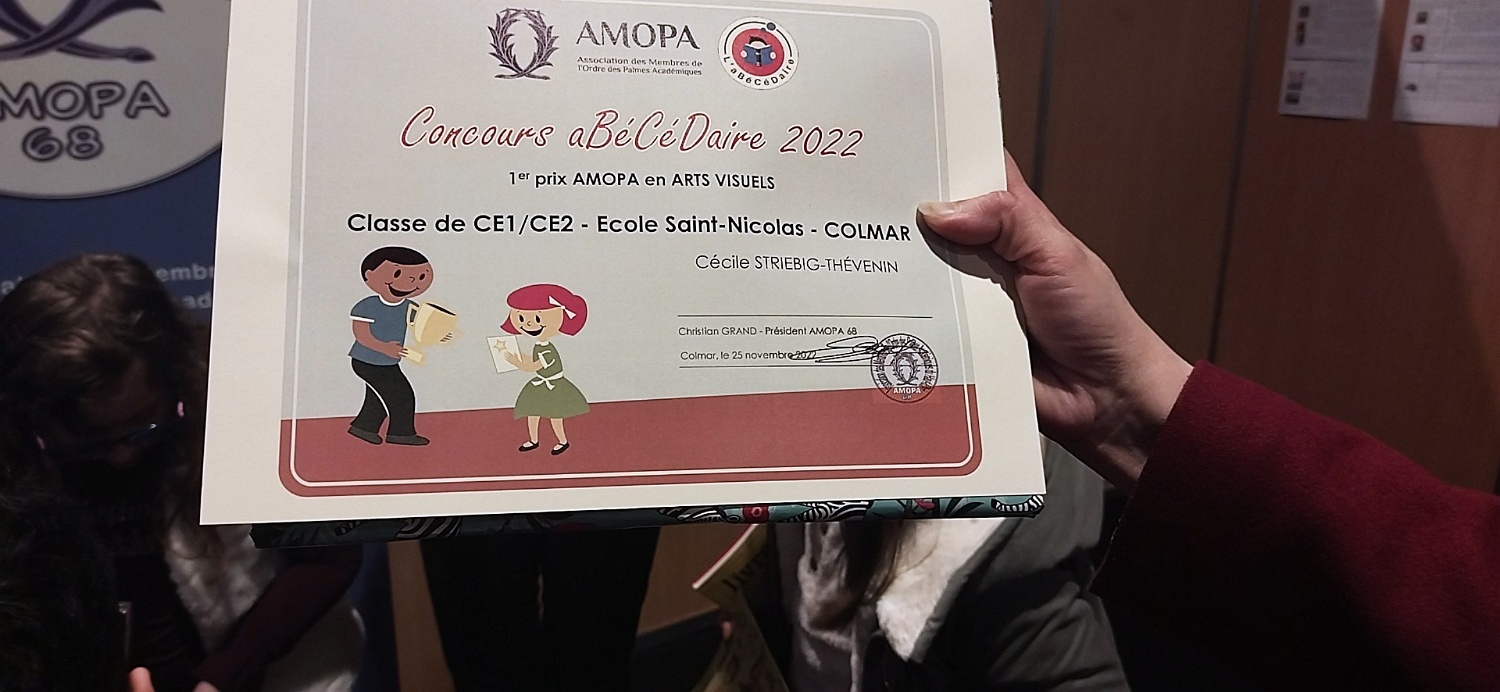 AMOPA
Association des Membres de
l'Ordre des Palmes Académiques
L'aBéCéDaire
Concours aBéCéDaire 2022
1er prix AMOPA en ARTS VISUELS
Classe de CE1/CE2 - Ecole Saint-Nicolas - COLMAR
Cécile STRIEBIG-THÉVENIN
Christian GRAND - Président AMOPA 68
Colmar, le 25 novembre 2022
AMOPA
MOPA
68